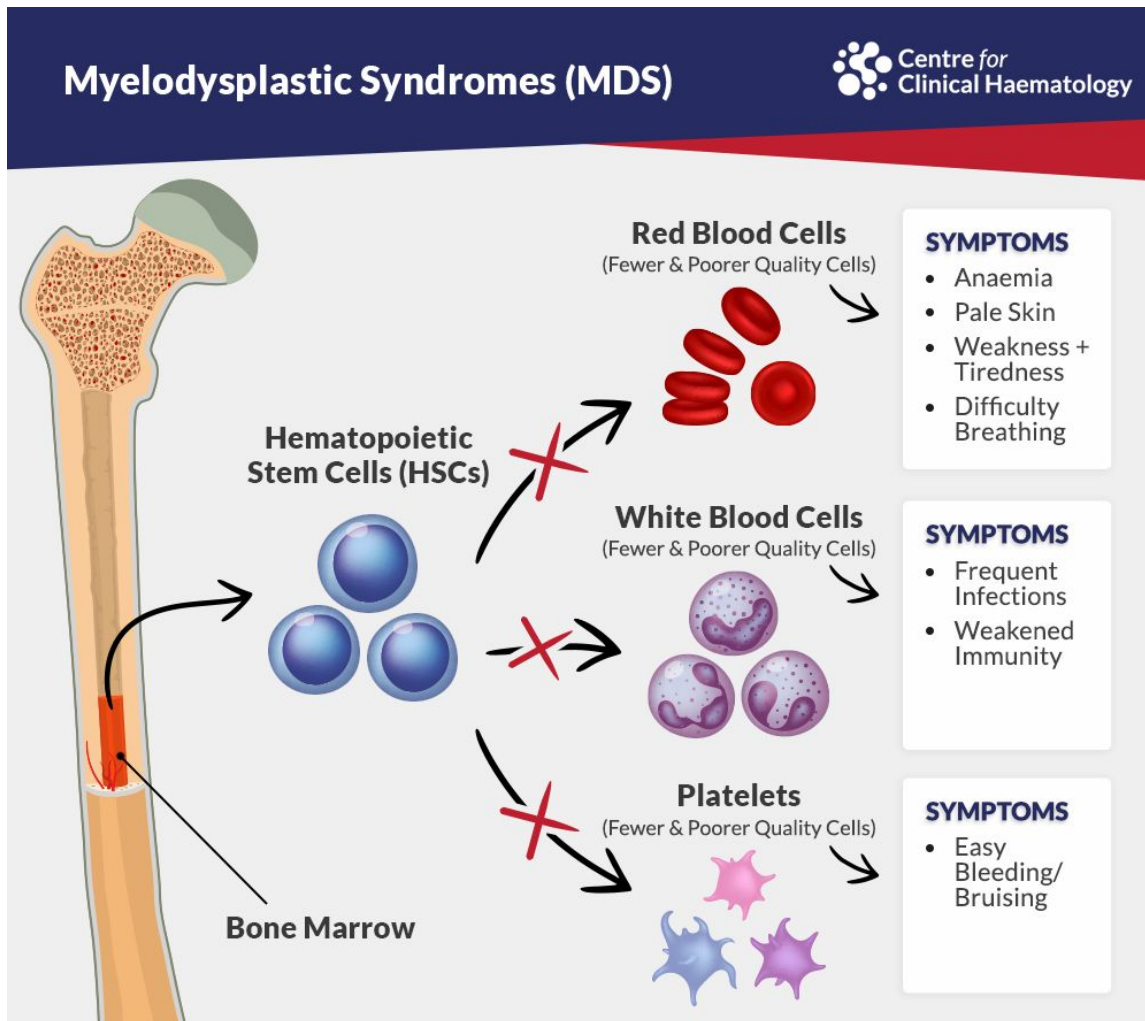 Myelodysplastic Syndromes (MDS)
Centre for
Clinical Haematology
Hematopoietic
Stem Cells (HSCs)
Bone Marrow
Red Blood Cells
(Fewer & Poorer Quality Cells)
SYMPTOMS
• Anaemia
• Pale Skin
• Weakness +
Tiredness
• Difficulty
Breathing
White Blood Cells
(Fewer & Poorer Quality Cells)
SYMPTOMS
• Frequent
Infections
• Weakened
Immunity
Platelets
(Fewer & Poorer Quality Cells)
SYMPTOMS
• Easy
Bleeding/
Bruising